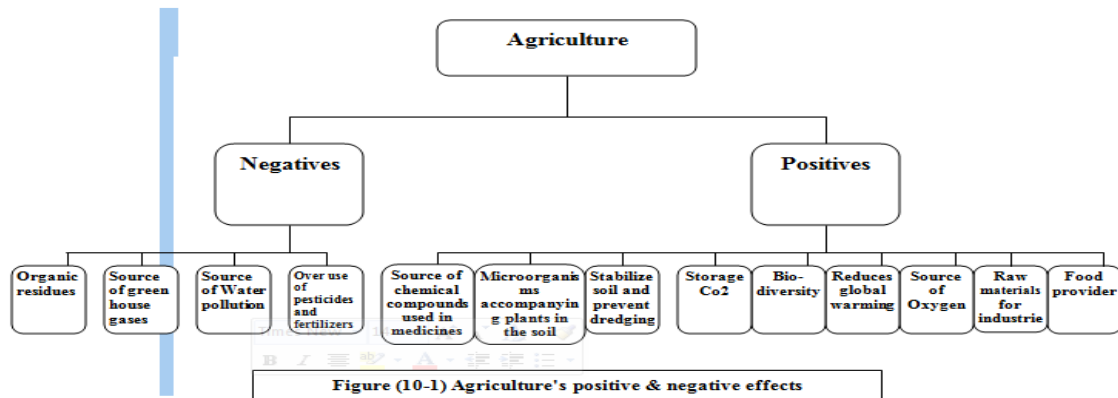 Agriculture
Negatives
Positives
Organic
residues
Source
of green
house
gases
Source
of Water
pollution
Over use
of
pesticides
and
fertilizers
Source of
chemical
compounds
used in
medicines
Microorganis
ms
accompanyin
g plants in
the soil
Stabilize
soil and
prevent
dredging
Storage
Co2
Bio-
diversity
Reduces
global
warming
Source
of
Oxygen
Raw
materials
for
industrie
Food
provider
B I
Figure (10-1) Agriculture's positive & negative effects